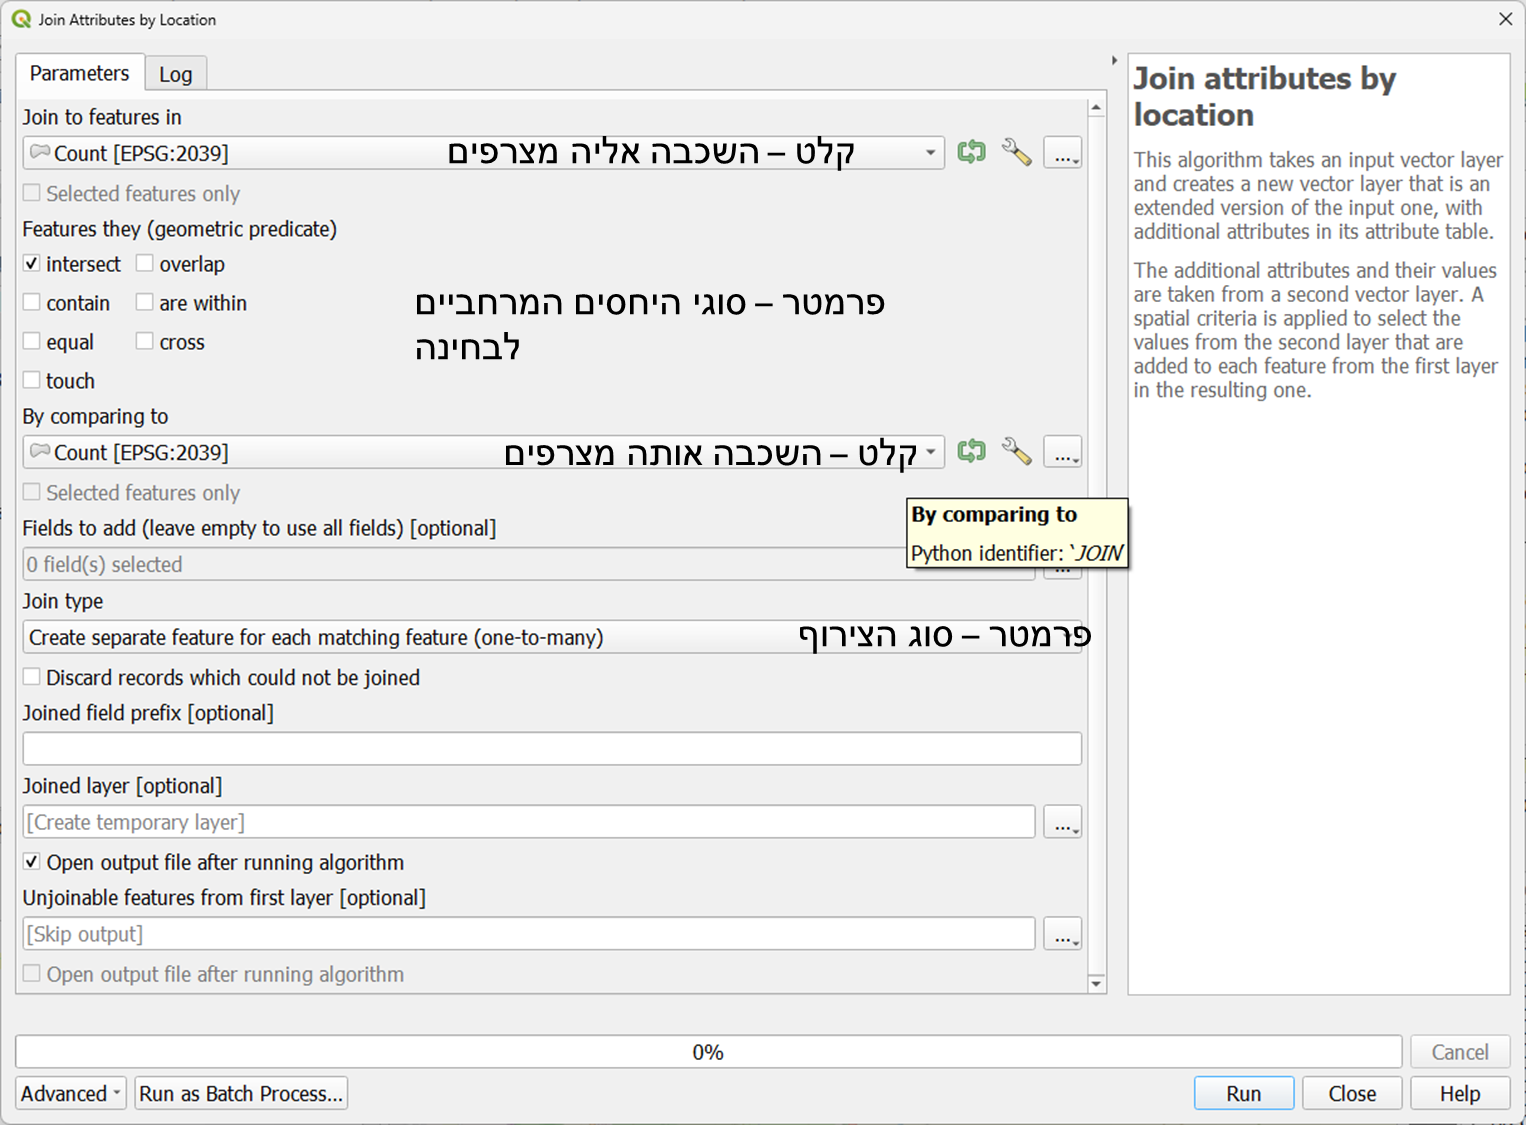 Join Attributes by Location
Parameters
Log
Join to features in
Count [EPSG:2039]
קלט – השכבה אליה מצרפים
...
Selected features only
Features they (geometric predicate)
intersect
overlap
contain
are within
equal
cross
touch
פרמטר – סוגי היחסים המרחביים
לבחינה
By comparing to
Count [EPSG:2039]
קלט – השכבה אותה מצרפים
...
Selected features only
By comparing to
Python identifier: `JOIN
Fields to add (leave empty to use all fields) [optional]
0 field(s) selected
...
Join type
Create separate feature for each matching feature (one-to-many)
פרמטר – סוג הצירוף
Discard records which could not be joined
Joined field prefix [optional]
Joined layer [optional]
[Create temporary layer]
...
Open output file after running algorithm
Unjoinable features from first layer [optional]
[Skip output]
...
Open output file after running algorithm
Join attributes by
location
This algorithm takes an input vector layer
and creates a new vector layer that is an
extended version of the input one, with
additional attributes in its attribute table.
The additional attributes and their values
are taken from a second vector layer. A
spatial criteria is applied to select the
values from the second layer that are
added to each feature from the first layer
in the resulting one.
0%
Cancel
Advanced
Run as Batch Process...
Run
Close
Help